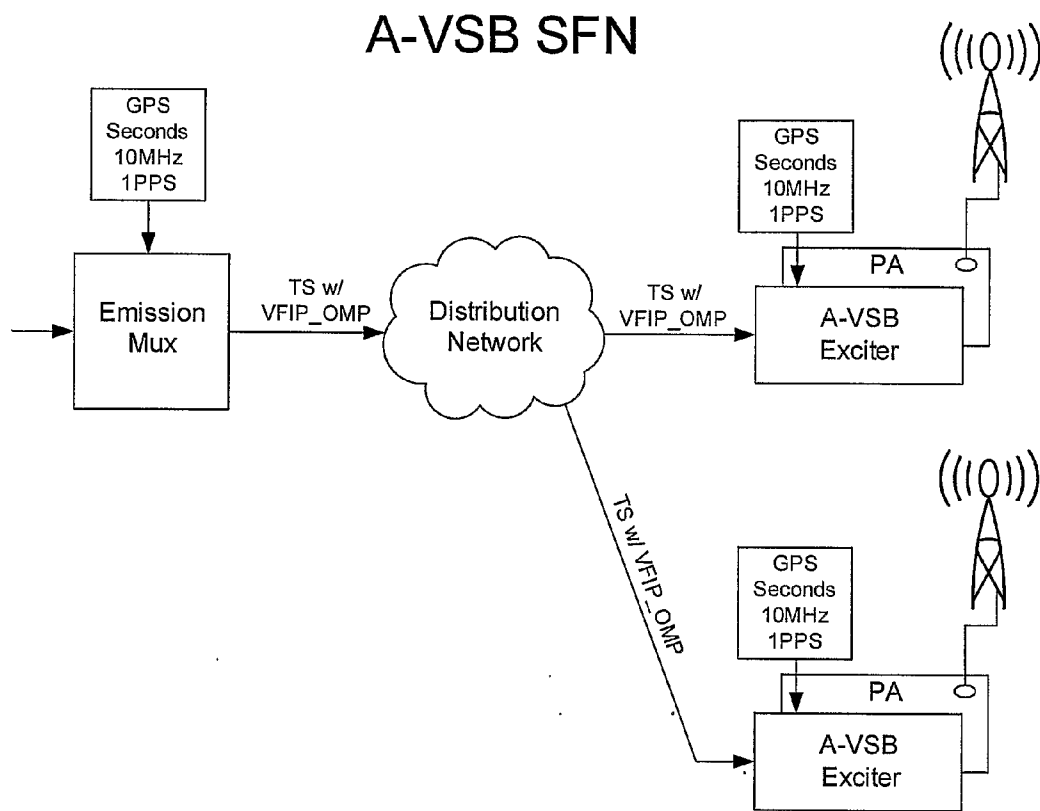 A-VSB SFN
GPS
Seconds
10MHz
1PPS
Emission
Mux
TS w/
VFIP_OMP
Distribution
Network
TS w/
VFIP_OMP
GPS
Seconds
10MHz
1PPS
PA
A-VSB
Exciter
TS w/ VFIP_OMP
GPS
Seconds
10MHz
1PPS
PA
A-VSB
Exciter